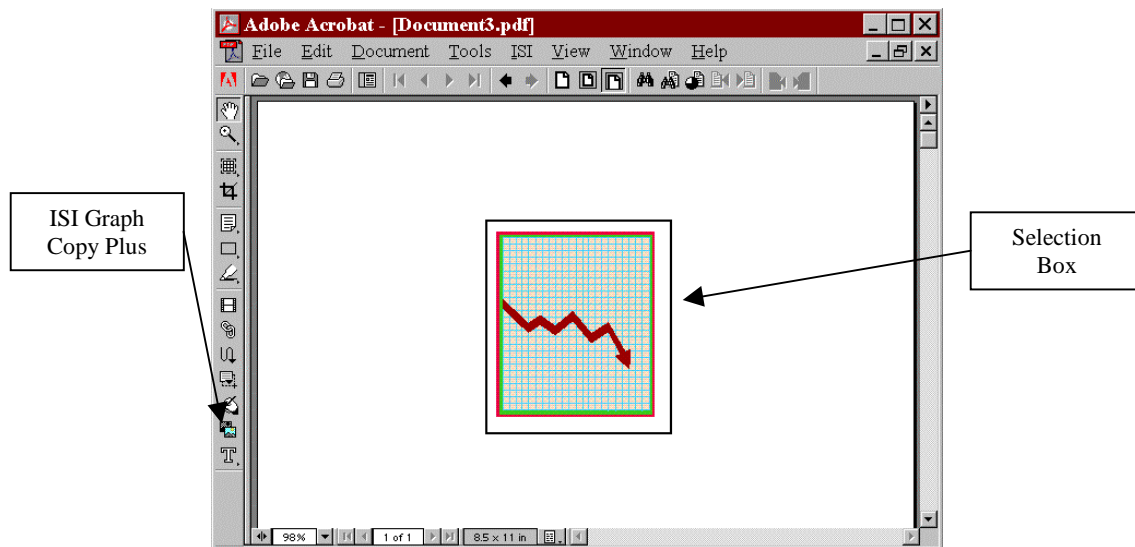 Adobe Acrobat - [Document3.pdf]
File Edit Document Tools ISI View Window Help
ISI Graph
Copy Plus
Selection
Box
98% 1 of 1 8.5 x 11 in